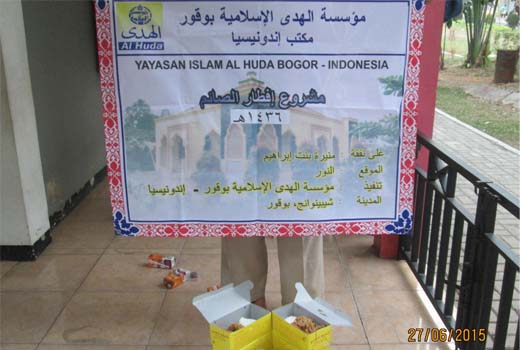 مؤسسة الهدى الإسلامية بوقور
مكتب إندونيسيا
الهدى
Al Huda
YAYASAN ISLAM AL HUDA BOGOR - INDONESIA
مشروع إفطار الصائم
١٤٣٦هـ
على نفقة : منيرة بنت إبراهيم
الموقع : النور
تنفيذ : مؤسسة الهدى الإسلامية بوقور - إندونيسيا
المدينة : شيبينوانج، بوقور
27/06/2015